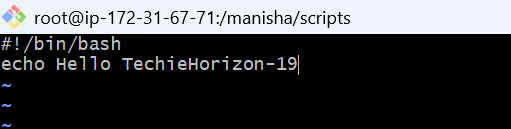 root@ip-172-31-67-71:/manisha/scripts
#!/bin/bash
echo Hello TechieHorizon-19
~
~
~